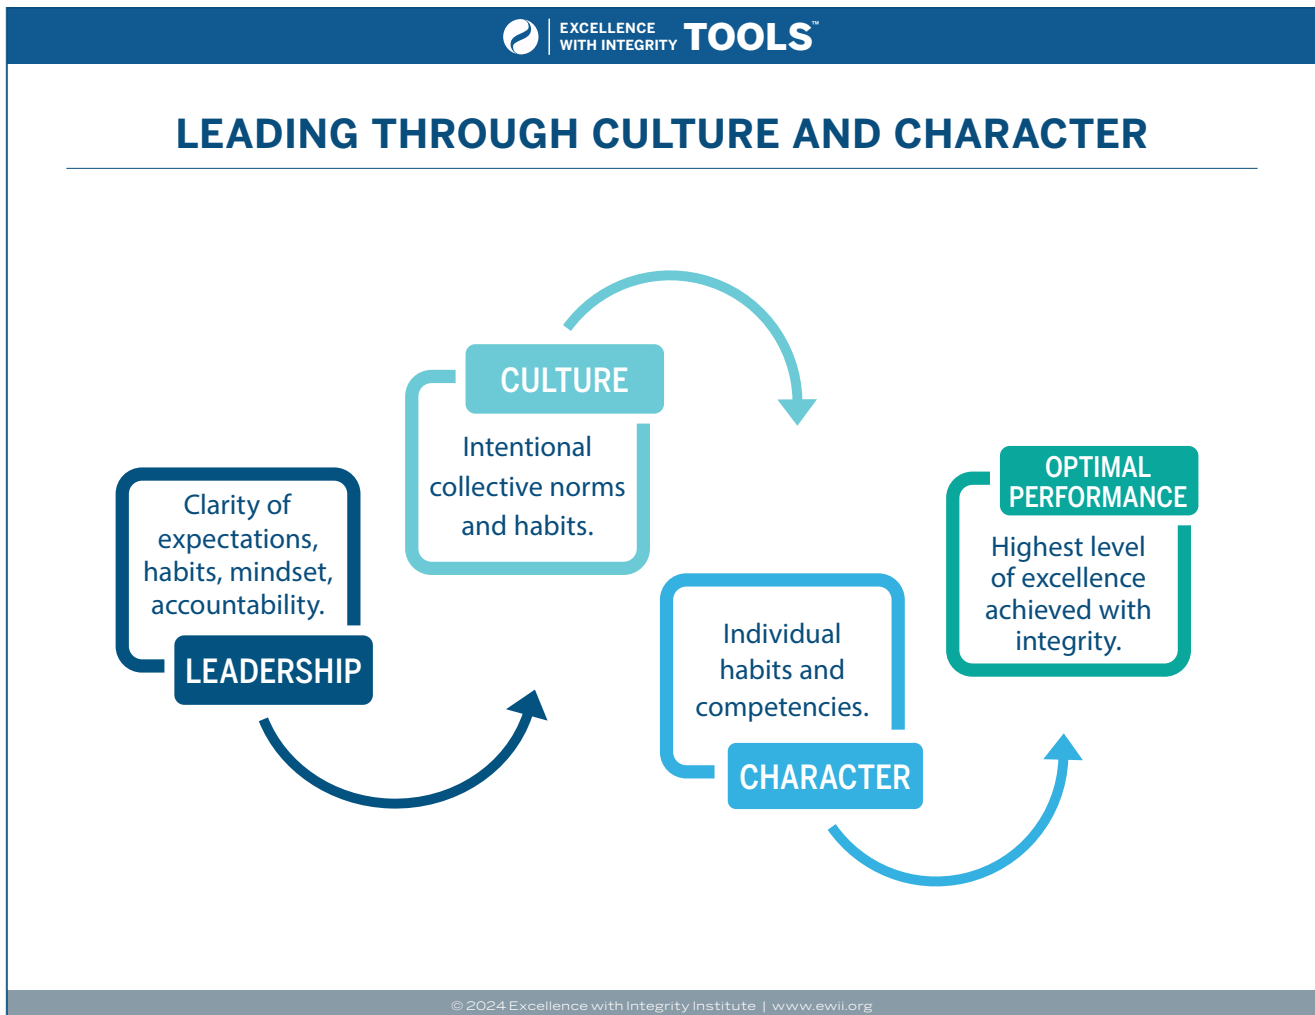 EXCELLENCE
WITH INTEGRITY TOOLS™
LEADING THROUGH CULTURE AND CHARACTER
Clarity of
expectations,
habits, mindset,
accountability.
LEADERSHIP
CULTURE
Intentional
collective norms
and habits.
Individual
habits and
competencies.
CHARACTER
OPTIMAL
PERFORMANCE
Highest level
of excellence
achieved with
integrity.
© 2024 Excellence with Integrity Institute | www.ewii.org